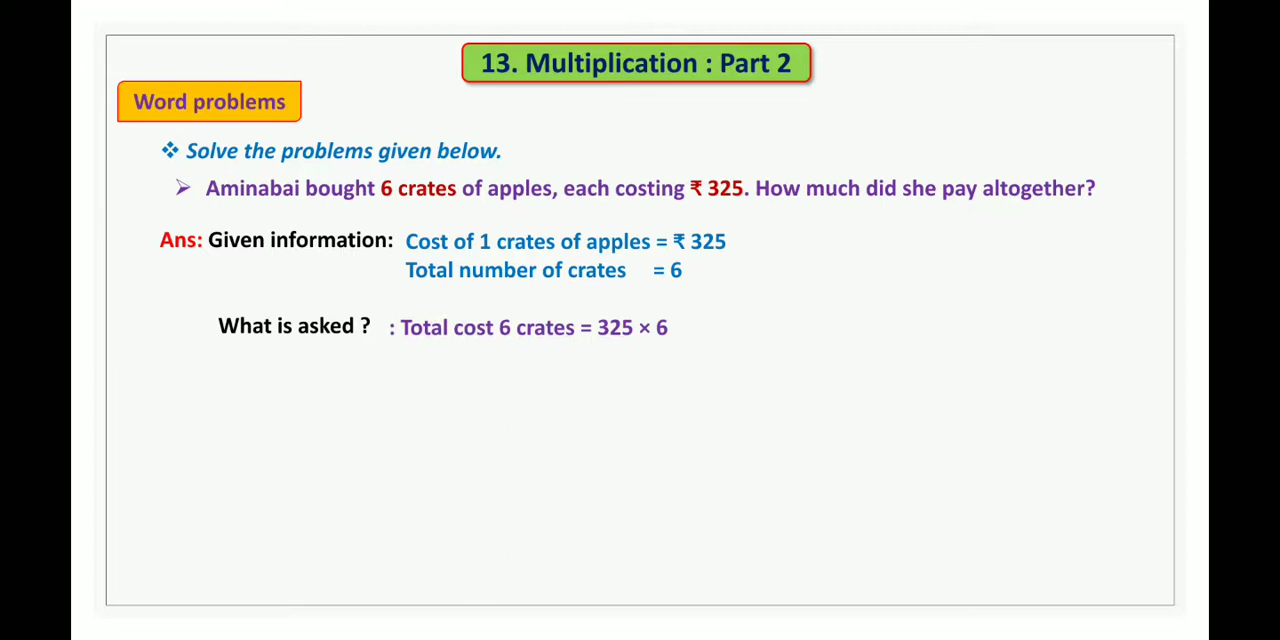 13. Multiplication : Part 2
Word problems
❖ Solve the problems given below.
➢ Aminabai bought 6 crates of apples, each costing ₹ 325. How much did she pay altogether?
Ans: Given information: Cost of 1 crates of apples = ₹ 325
Total number of crates = 6
What is asked ? : Total cost 6 crates = 325 × 6